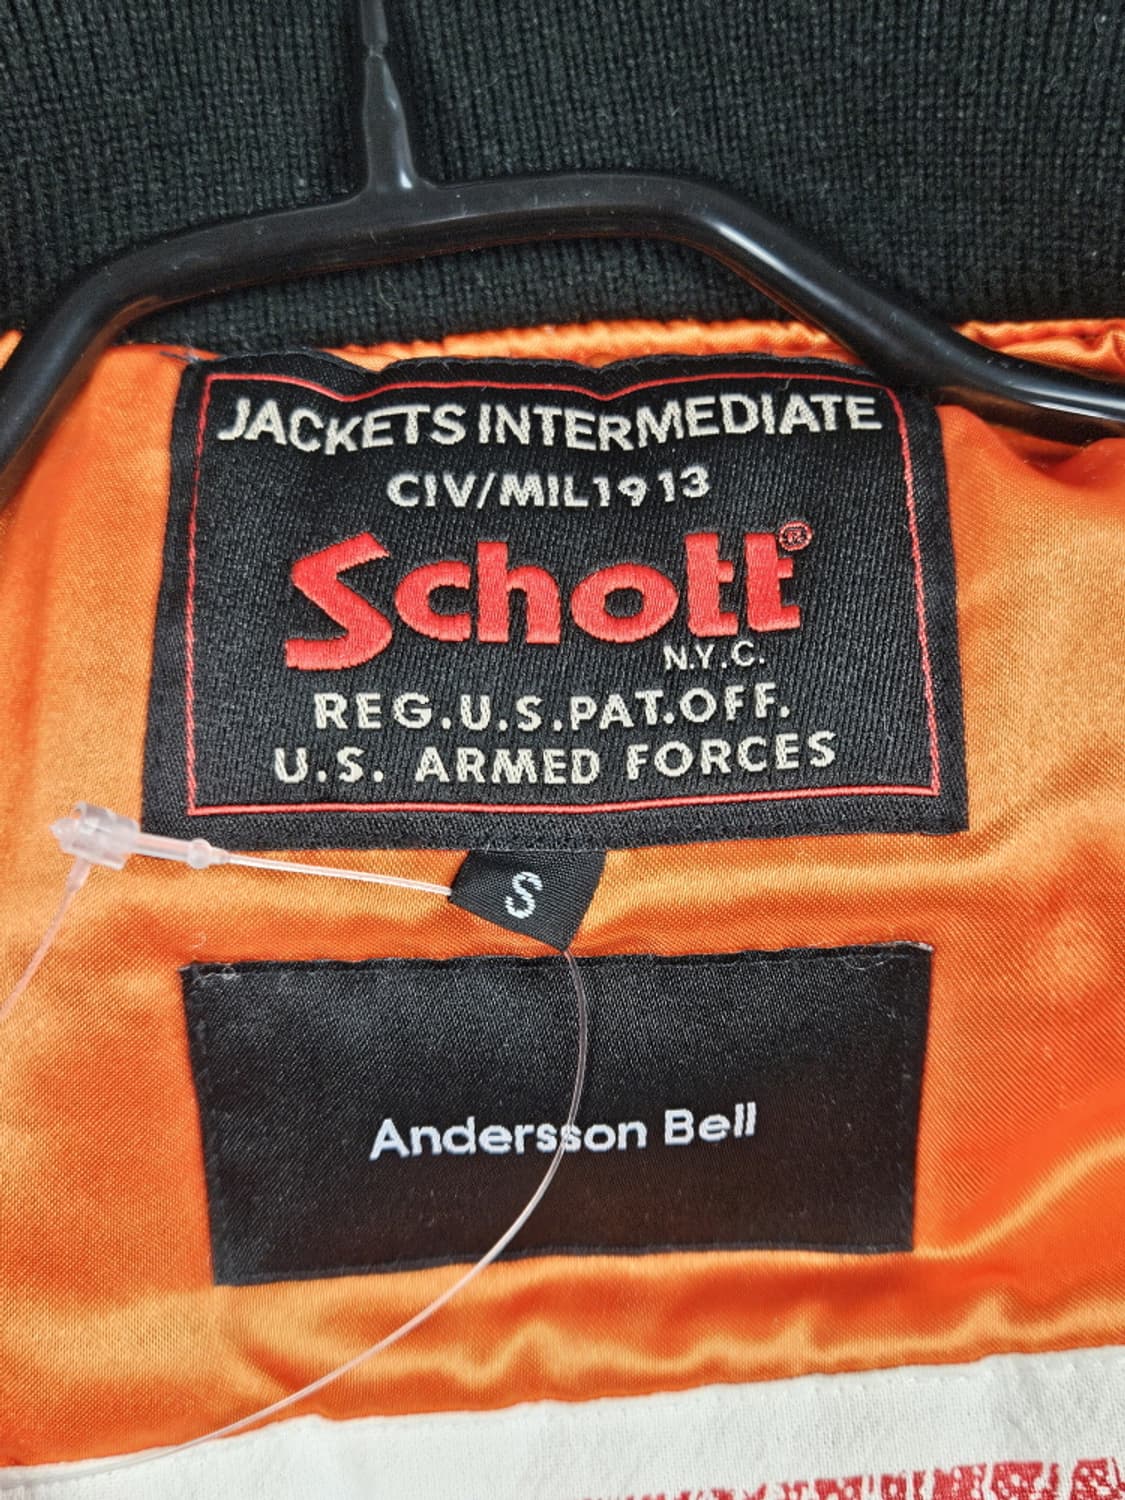 JACKETS INTERMEDIATE
CIV/MIL1913
Schott®
N.Y.C.
REG.U.S.PAT.OFF.
U.S. ARMED FORCES
S
Andersson Bell